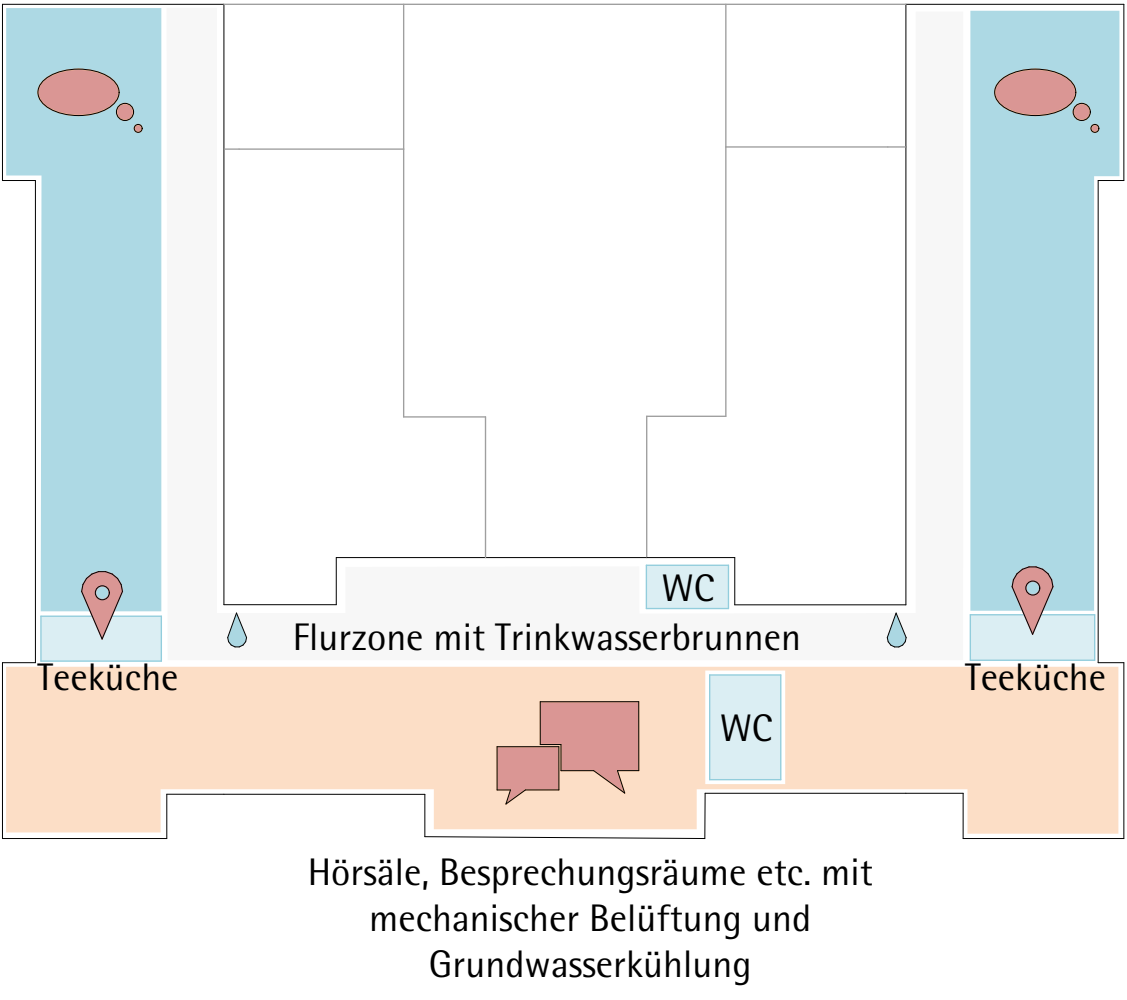 WC
Flurzone mit Trinkwasserbrunnen
Teeküche
Teeküche
WC
Hörsäle, Besprechungsräume etc. mit
mechanischer Belüftung und
Grundwasserkühlung